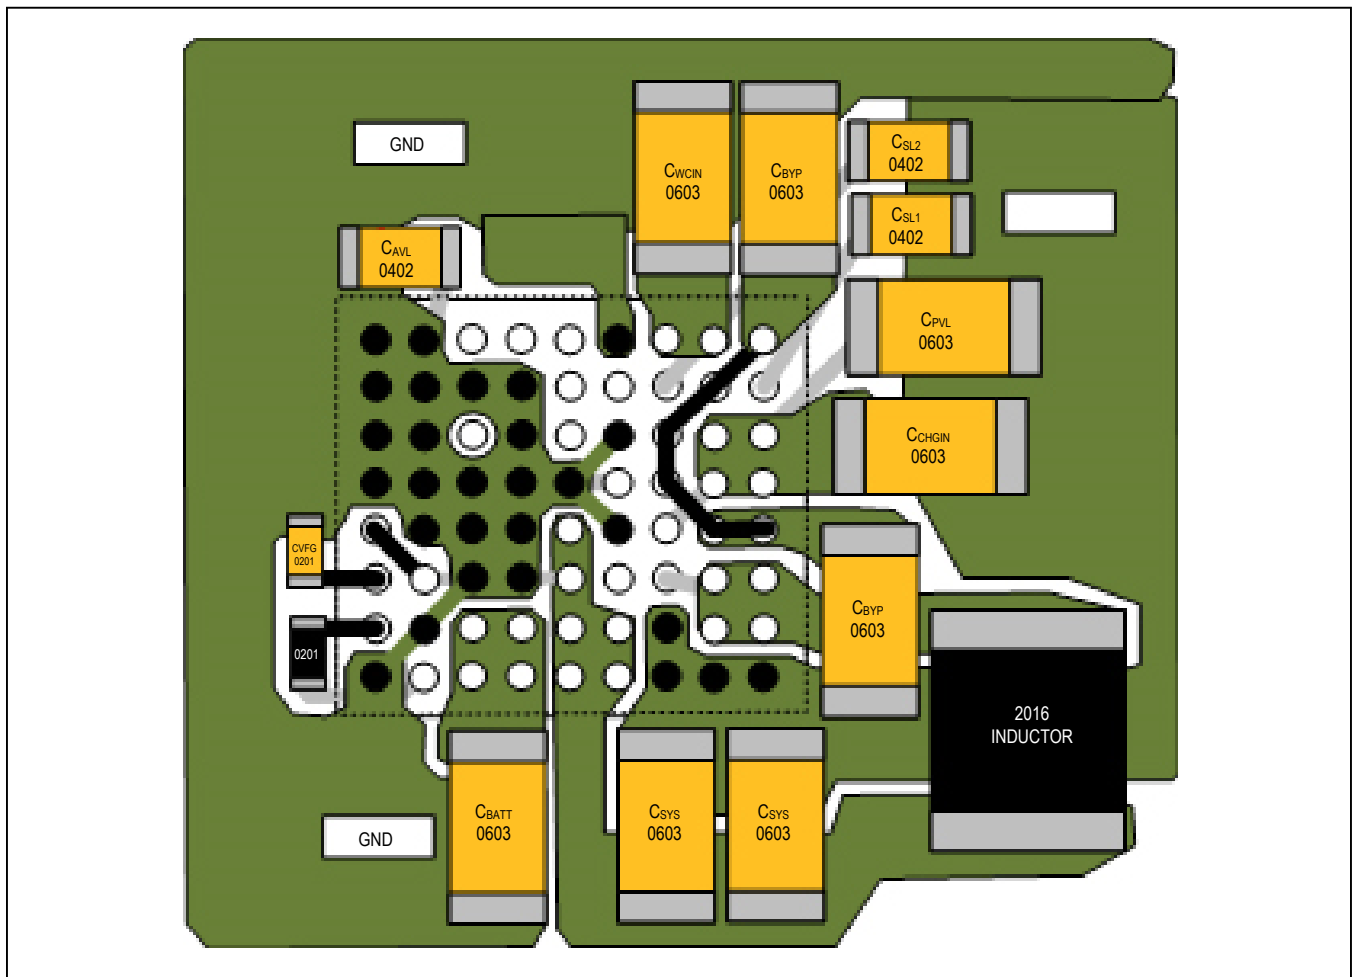 GND
CWCIN
0603
CBYP
0603
CSL2
0402
CSL1
0402
CAVL
0402
CPVL
0603
CCHGIN
0603
CVFG
0201
0201
CBYP
0603
2016
INDUCTOR
GND
CBATT
0603
CSYS
0603
CSYS
0603